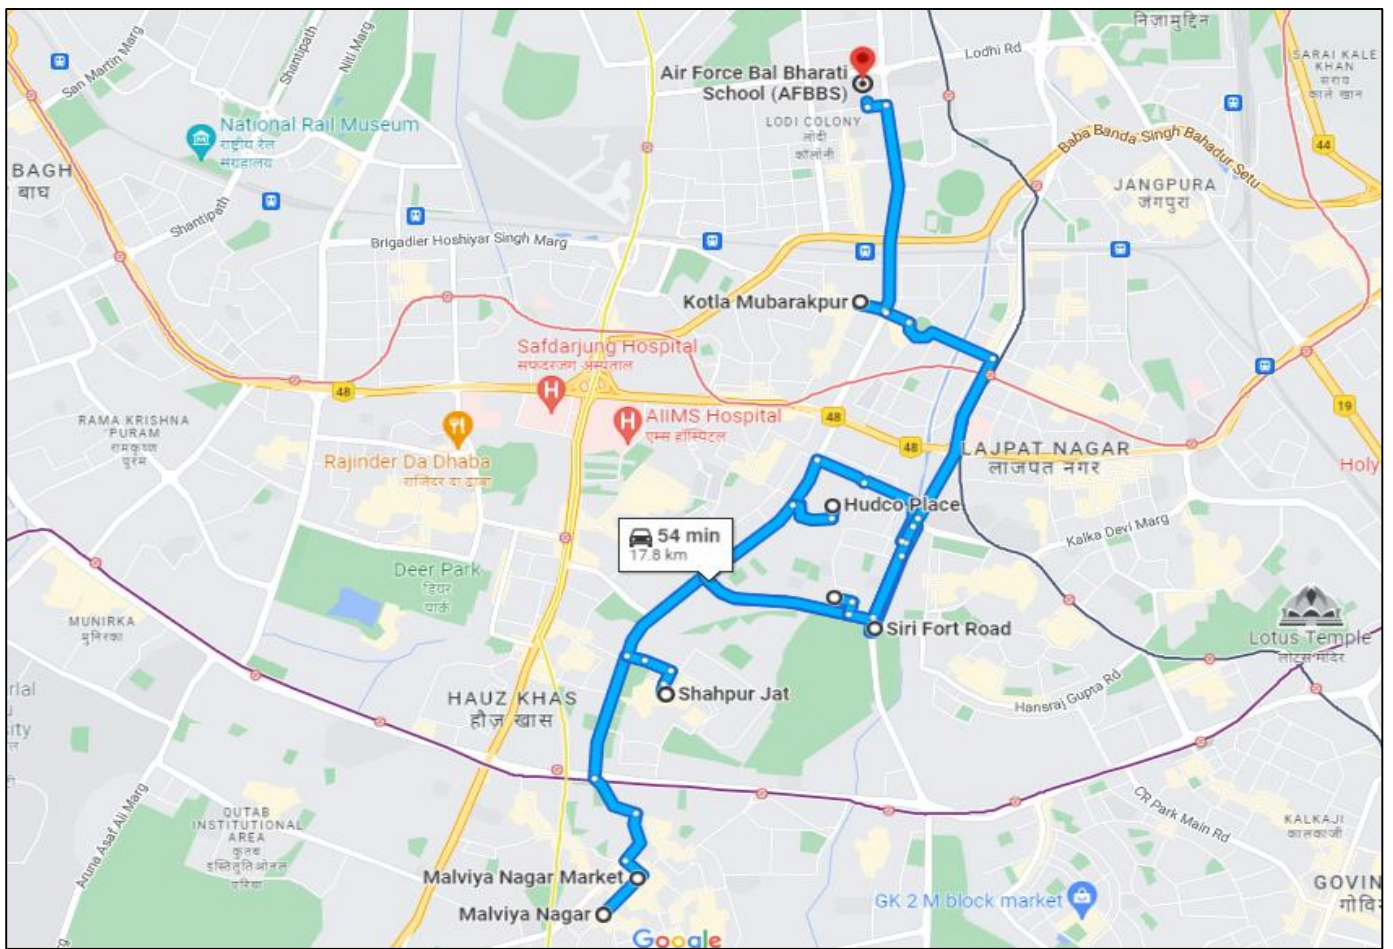 निज़ामुद्दीन
Lodhi Rd
SARAI KALE
KHAN
सराय
काले खान
San Martin Marg
Shantipath
Niti Marg
Air Force Bal Bharati
School (AFBBS)
LODI COLONY
लोदी
कॉलोनी
National Rail Museum
राष्ट्रीय रेल
संग्रहालय
Baba Banda Singh Bahadur Setu
44
BAGH
बाघ
JANGPURA
जंगपुरा
Shantipath
Brigadier Hoshiyar Singh Marg
Kotla Mubarakpur
Safdarjung Hospital
सफदरजंग अस्पताल
48
H
AIIMS Hospital
एम्स हॉस्पिटल
H
48
48
19
RAMA KRISHNA
PURAM
रामकृष्ण
पुरम
Rajinder Da Dhaba
राजिंदर दा ढाबा
LAJPAT NAGAR
लाजपत नगर
Holy
Hudco Place
54 min
17.8 km
Kalka Devi Marg
Deer Park
डियर
पार्क
MUNIRKA
मुनिरका
Siri Fort Road
Lotus Temple
लोटस मंदिर
HAUZ KHAS
हौज़ खास
Shahpur Jat
Hansraj Gupta Rd
QUTAB
INSTITUTIONAL
AREA
कुतब
इंस्टितुतिओनल
एरिया
Aruna Asaf Ali Marg
CR Park Main Rd
KALKAJI
कालकाजी
Malviya Nagar Market
Malviya Nagar
GK 2 M block market
GOVIN
गोविन
Google